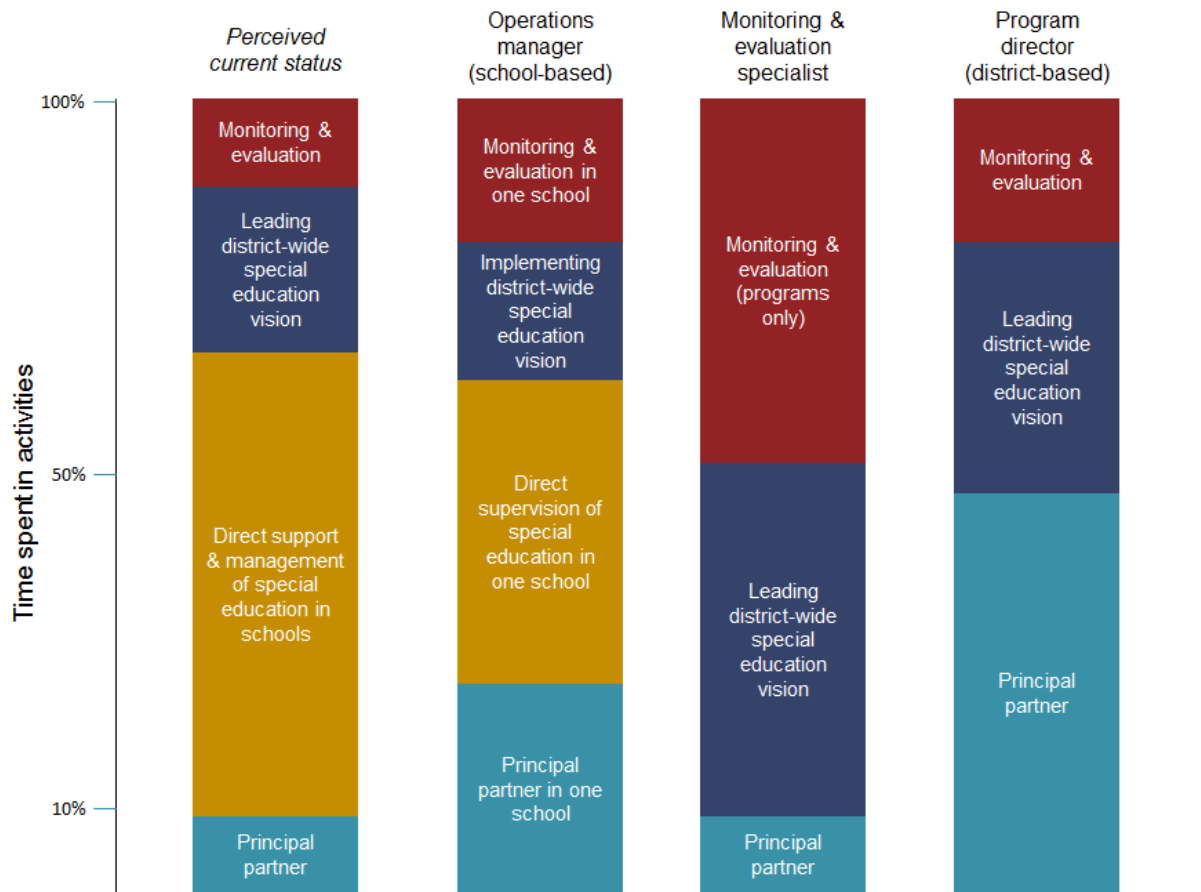 Perceived
current status
Operations
manager
(school-based)
Monitoring &
evaluation
specialist
Program
director
(district-based)
Time spent in activities
100%
50%
10%
Monitoring &
evaluation
Leading
district-wide
special
education
vision
Direct support
& management
of special
education in
schools
Principal
partner
Monitoring &
evaluation in
one school
Implementing
district-wide
special
education
vision
Direct
supervision of
special
education in
one school
Principal
partner in one
school
Monitoring &
evaluation
(programs
only)
Leading
district-wide
special
education
vision
Principal
partner
Monitoring &
evaluation
Leading
district-wide
special
education
vision
Principal
partner